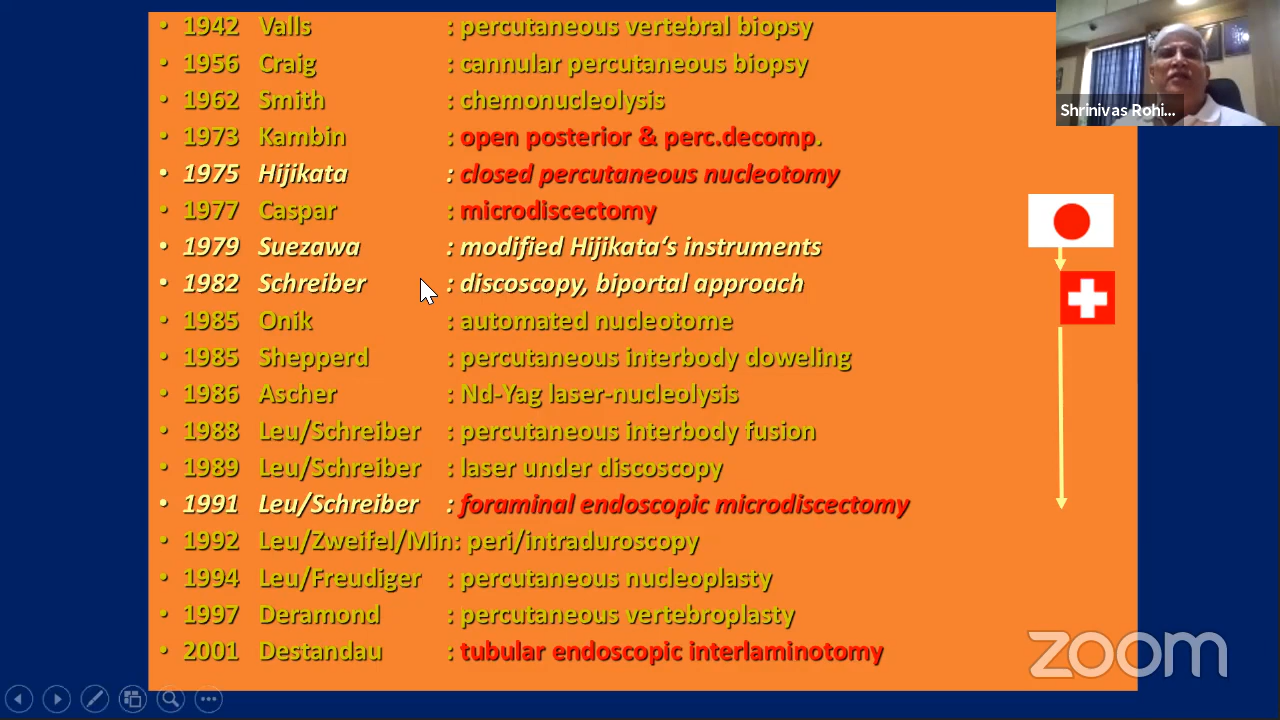 • 1942 Valls : percutaneous vertebral biopsy
• 1956 Craig : cannular percutaneous biopsy
• 1962 Smith : chemonucleolysis
• 1973 Kambin : open posterior & perc.decomp.
• 1975 Hijikata : closed percutaneous nucleotomy
• 1977 Caspar : microdiscectomy
• 1979 Suezawa : modified Hijikata‘s instruments
• 1982 Schreiber : discoscopy, biportal approach
• 1985 Onik : automated nucleotome
• 1985 Shepperd : percutaneous interbody doweling
• 1986 Ascher : Nd-Yag laser-nucleolysis
• 1988 Leu/Schreiber : percutaneous interbody fusion
• 1989 Leu/Schreiber : laser under discoscopy
• 1991 Leu/Schreiber : foraminal endoscopic microdiscectomy
• 1992 Leu/Zweifel/Min: peri/intraduroscopy
• 1994 Leu/Freudiger : percutaneous nucleoplasty
• 1997 Deramond : percutaneous vertebroplasty
• 2001 Destandau : tubular endoscopic interlaminotomy
Shrinivas Rohi...
zoom